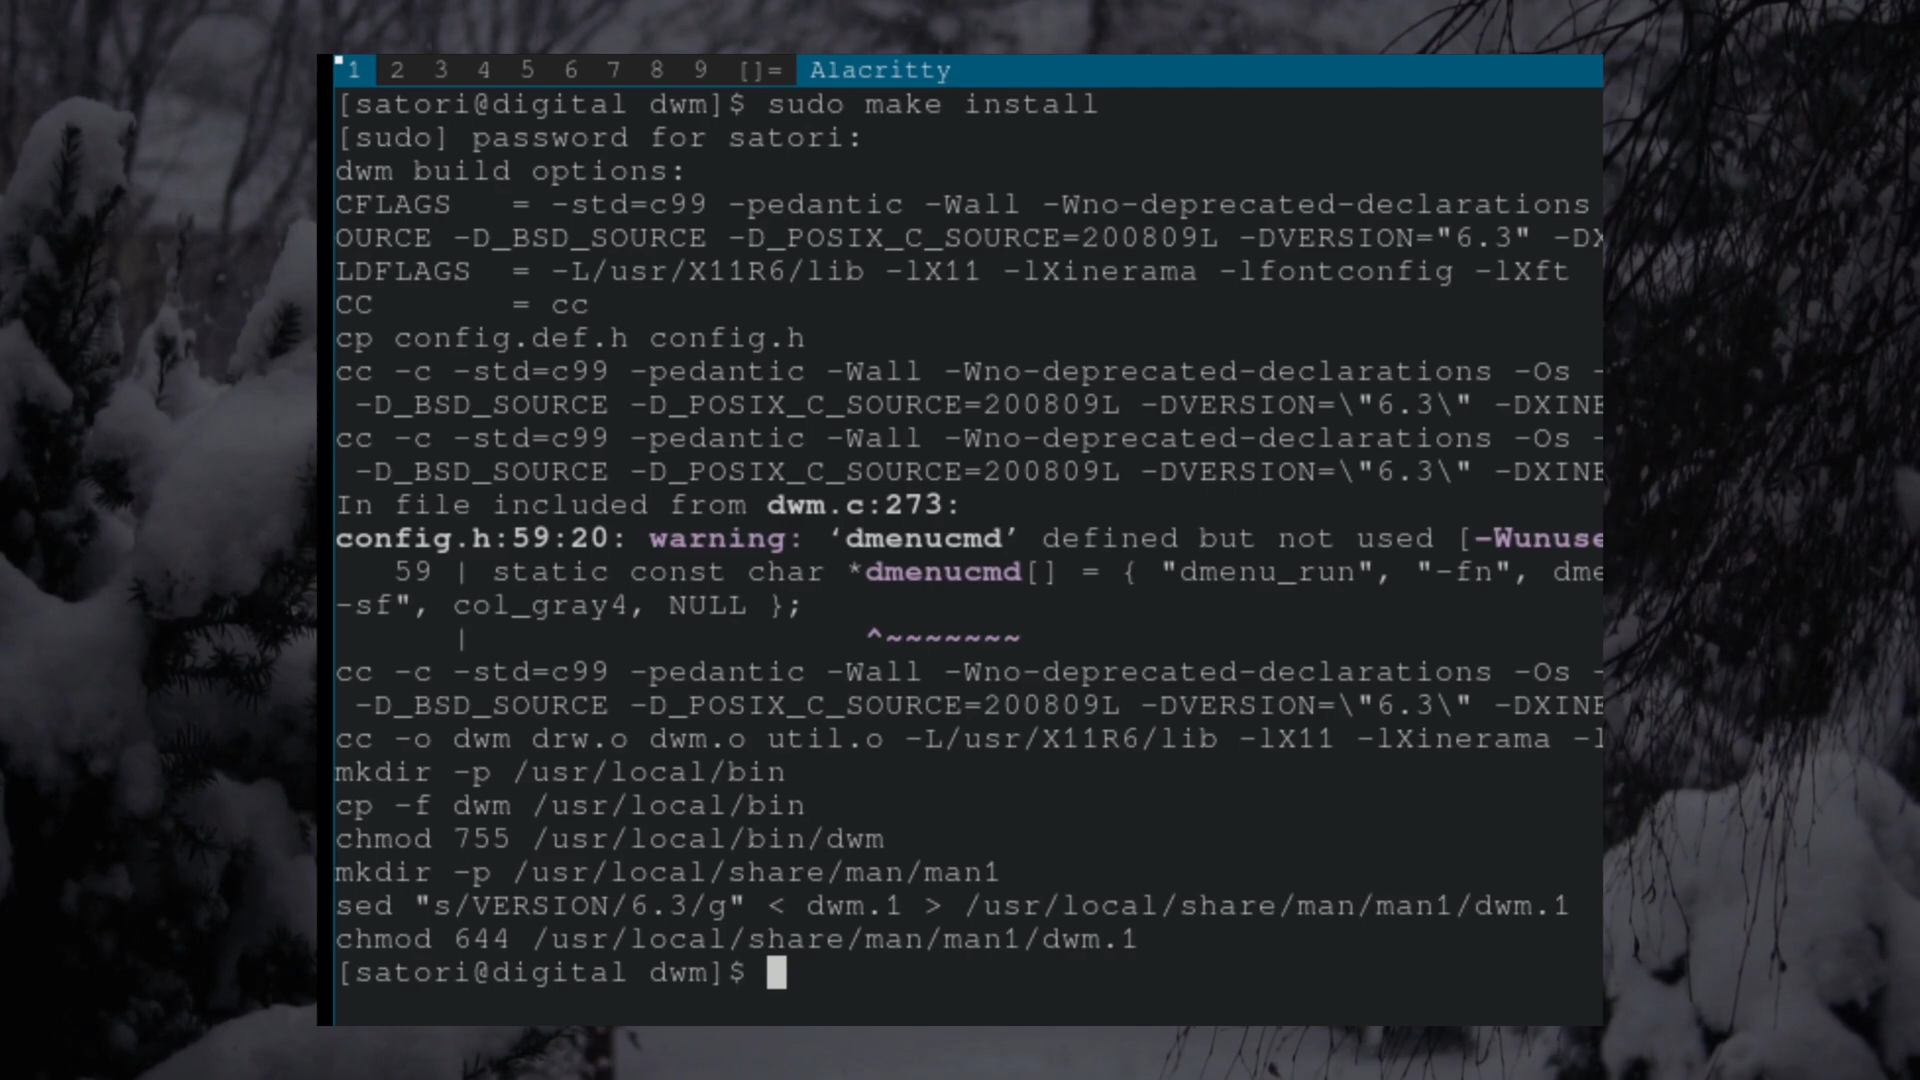 1 2 3 4 5 6 7 8 9 []= Alacritty
[satori@digital dwm]$ sudo make install
[sudo] password for satori:
dwm build options:
CFLAGS   = -std=c99 -pedantic -Wall -Wno-deprecated-declarations
OURCE -D_BSD_SOURCE -D_POSIX_C_SOURCE=200809L -DVERSION="6.3" -DX
LDFLAGS  = -L/usr/X11R6/lib -lX11 -lXinerama -lfontconfig -lXft
CC       = cc
cp config.def.h config.h
cc -c -std=c99 -pedantic -Wall -Wno-deprecated-declarations -Os -
-D_BSD_SOURCE -D_POSIX_C_SOURCE=200809L -DVERSION=\"6.3\" -DXINE
cc -c -std=c99 -pedantic -Wall -Wno-deprecated-declarations -Os -
-D_BSD_SOURCE -D_POSIX_C_SOURCE=200809L -DVERSION=\"6.3\" -DXINE
In file included from dwm.c:273:
config.h:59:20: warning: ‘dmenucmd’ defined but not used [-Wunuse
   59 | static const char *dmenucmd[] = { "dmenu_run", "-fn", dme
-sf", col_gray4, NULL };
      |                    ^~~~~~~~
cc -c -std=c99 -pedantic -Wall -Wno-deprecated-declarations -Os -
-D_BSD_SOURCE -D_POSIX_C_SOURCE=200809L -DVERSION=\"6.3\" -DXINE
cc -o dwm drw.o dwm.o util.o -L/usr/X11R6/lib -lX11 -lXinerama -l
mkdir -p /usr/local/bin
cp -f dwm /usr/local/bin
chmod 755 /usr/local/bin/dwm
mkdir -p /usr/local/share/man/man1
sed "s/VERSION/6.3/g" < dwm.1 > /usr/local/share/man/man1/dwm.1
chmod 644 /usr/local/share/man/man1/dwm.1
[satori@digital dwm]$